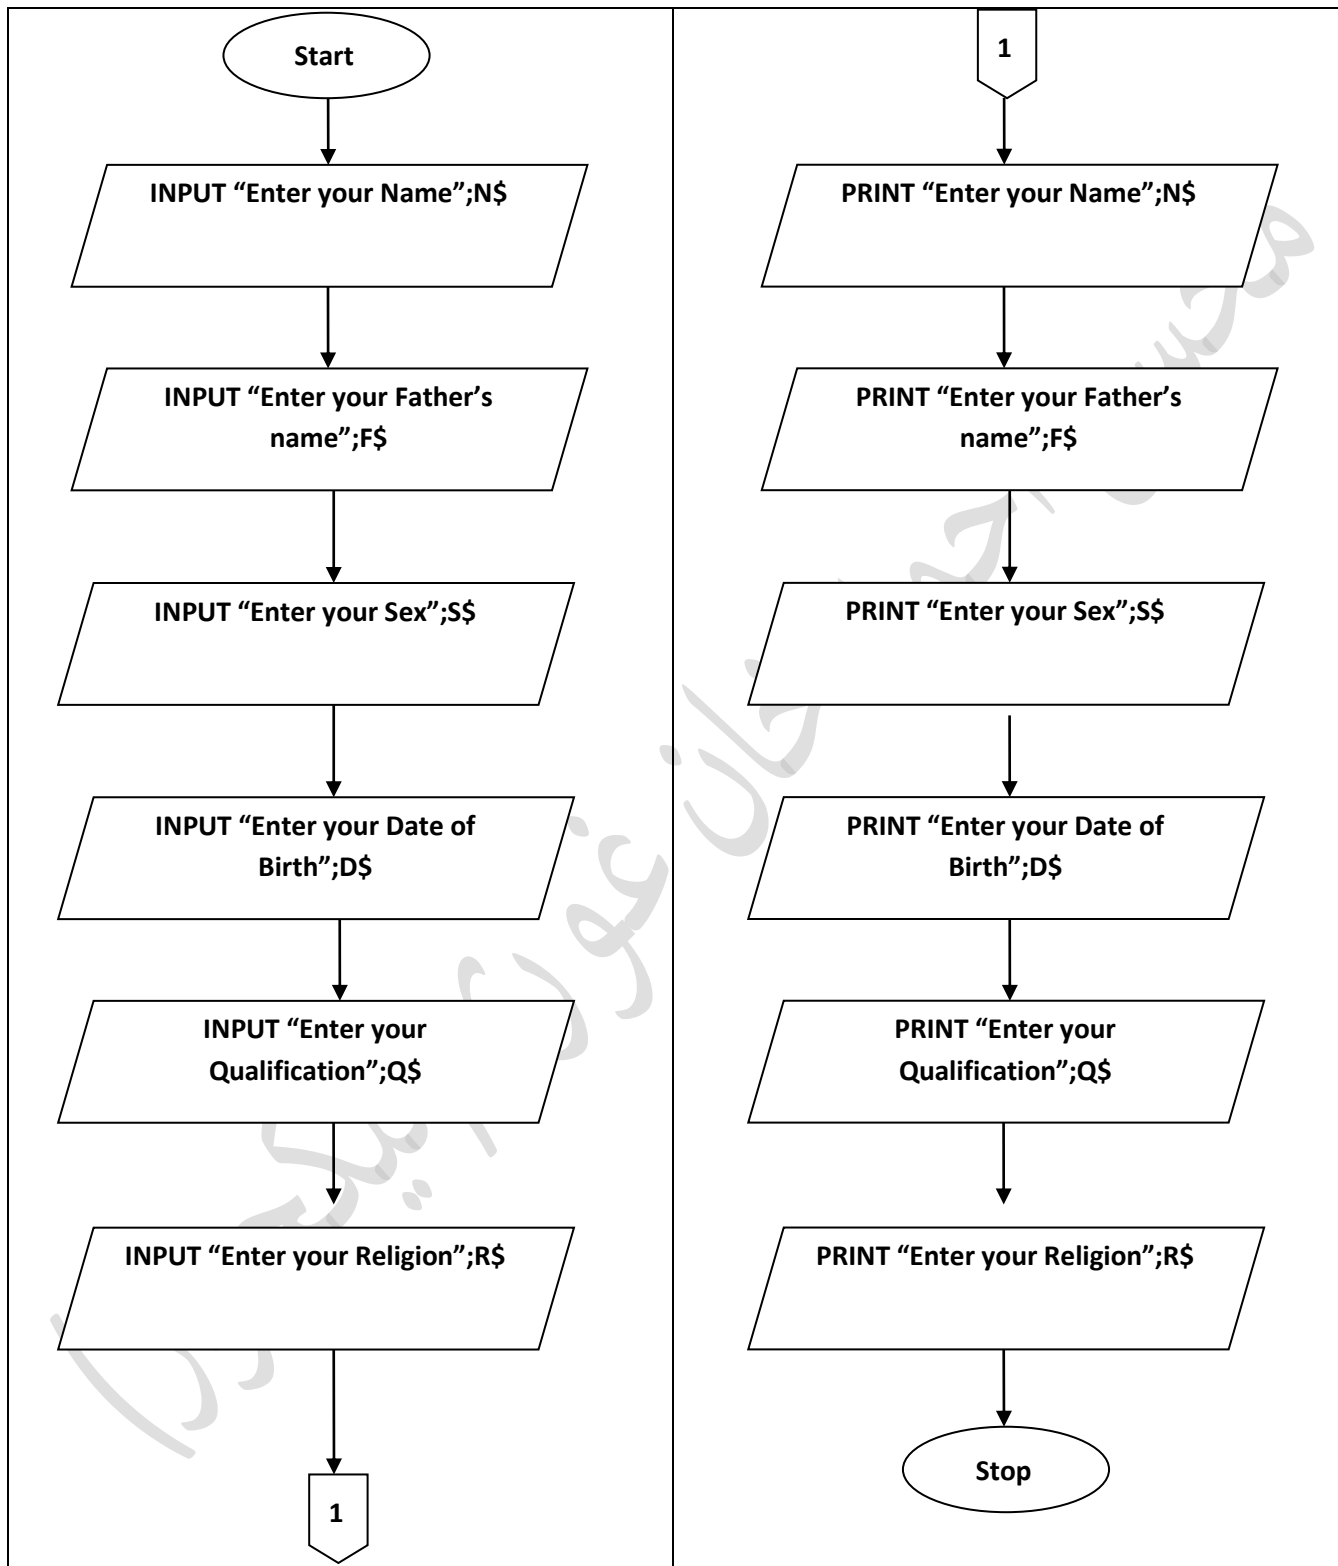 Start
INPUT “Enter your Name”;N$
INPUT “Enter your Father’s
name”;F$
INPUT “Enter your Sex”;S$
INPUT “Enter your Date of
Birth”;D$
INPUT “Enter your
Qualification”;Q$
INPUT “Enter your Religion”;R$
1
1
PRINT “Enter your Name”;N$
PRINT “Enter your Father’s
name”;F$
PRINT “Enter your Sex”;S$
PRINT “Enter your Date of
Birth”;D$
PRINT “Enter your
Qualification”;Q$
PRINT “Enter your Religion”;R$
Stop